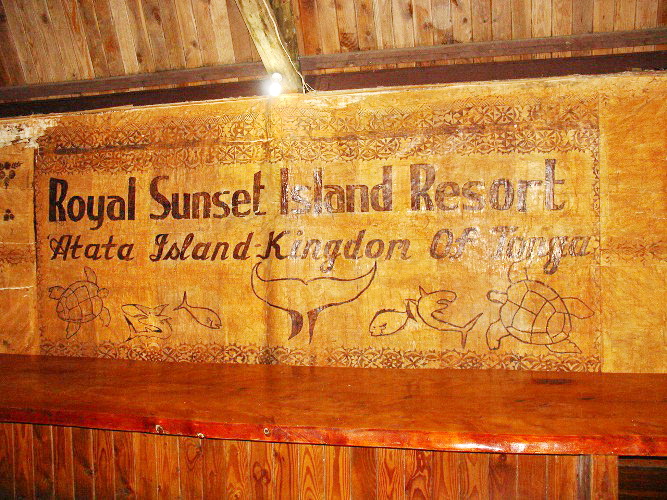 Royal Sunset Island Resort
'Atata Island Kingdom Of Tonga